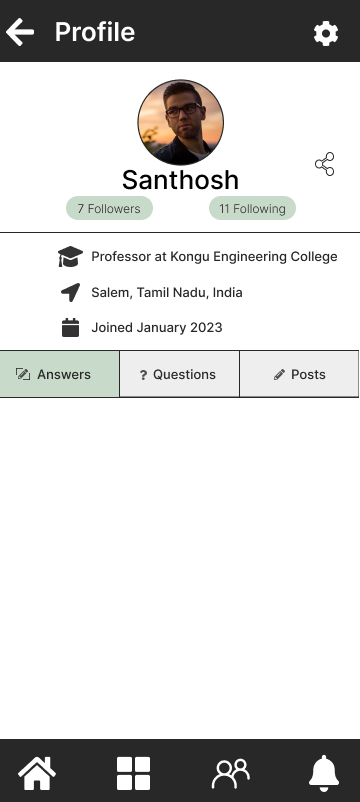 Profile
Santhosh
7 Followers
11 Following
Professor at Kongu Engineering College
Salem, Tamil Nadu, India
Joined January 2023
Answers
? Questions
Posts